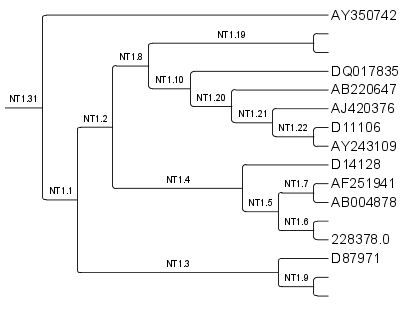 AY350742
NT1.19
NT1.8
DQ017835
NT1.10
AB220647
NT1.20
NT1.31
AJ420376
NT1.21
NT1.2
D11106
NT1.22
AY243109
D14128
NT1.4
NT1.7
AF251941
NT1.1
NT1.5
AB004878
NT1.6
228378.0
D87971
NT1.3
NT1.9